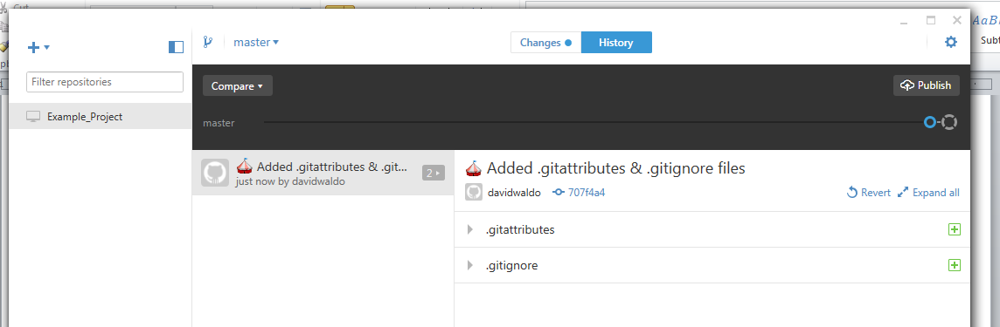 Cut
AaB
Subt
master
Changes
History
Filter repositories
Compare
Publish
Example_Project
master
Added .gitattributes & .git...
just now by davidwaldo
2
Added .gitattributes & .gitignore files
davidwaldo
707f4a4
Revert
Expand all
.gitattributes
.gitignore